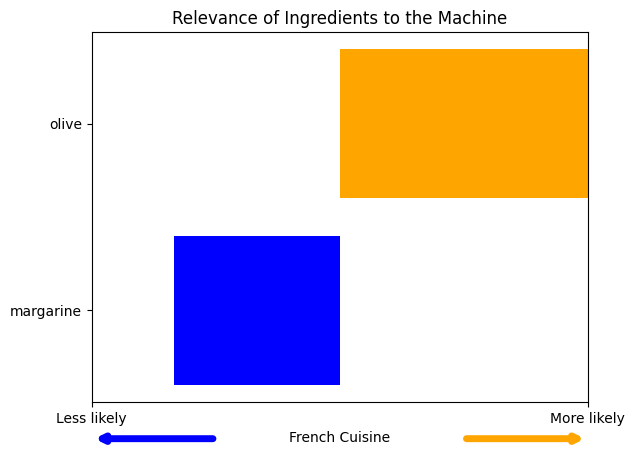 Relevance of Ingredients to the Machine
olive
margarine
Less likely
More likely
French Cuisine